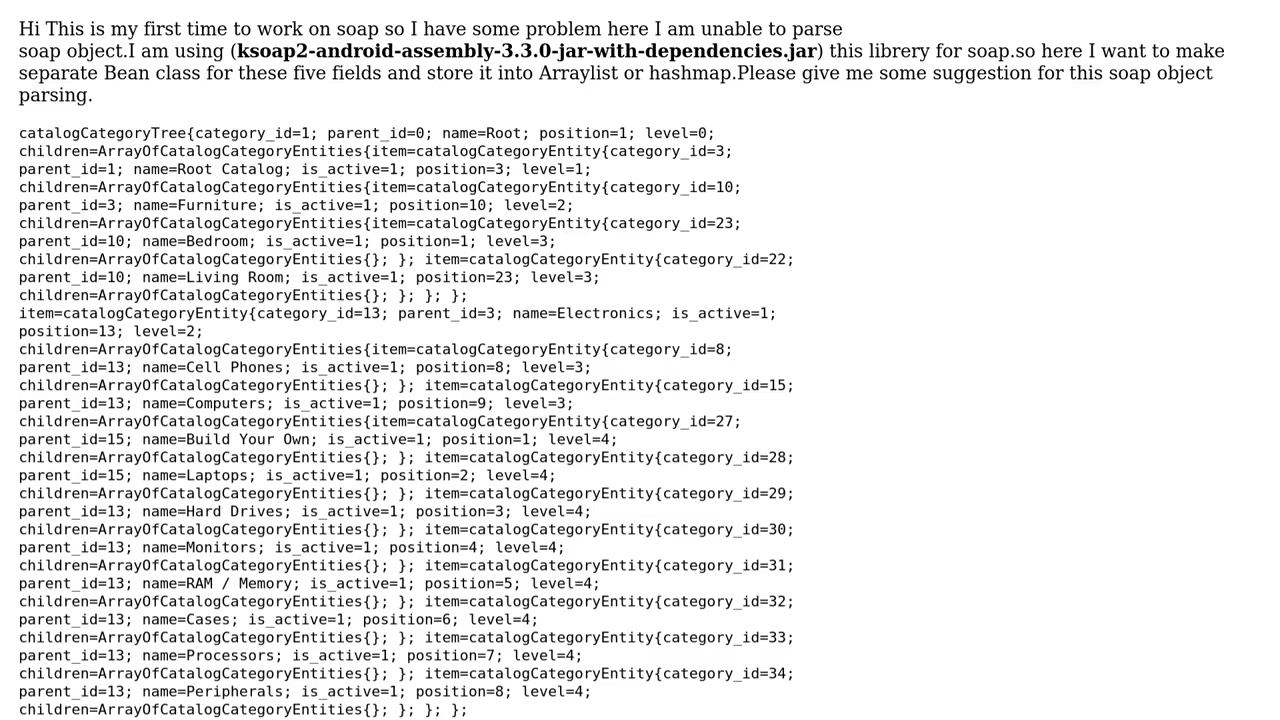 Hi This is my first time to work on soap so I have some problem here I am unable to parse
soap object.I am using (ksoap2-android-assembly-3.3.0-jar-with-dependencies.jar) this librery for soap.so here I want to make
separate Bean class for these five fields and store it into Arraylist or hashmap.Please give me some suggestion for this soap object
parsing.
catalogCategoryTree{category_id=1; parent_id=0; name=Root; position=1; level=0;
children=ArrayOfCatalogCategoryEntities{item=catalogCategoryEntity{category_id=3;
parent_id=1; name=Root Catalog; is_active=1; position=3; level=1;
children=ArrayOfCatalogCategoryEntities{item=catalogCategoryEntity{category_id=10;
parent_id=3; name=Furniture; is_active=1; position=10; level=2;
children=ArrayOfCatalogCategoryEntities{item=catalogCategoryEntity{category_id=23;
parent_id=10; name=Bedroom; is_active=1; position=1; level=3;
children=ArrayOfCatalogCategoryEntities{}; }; item=catalogCategoryEntity{category_id=22;
parent_id=10; name=Living Room; is_active=1; position=23; level=3;
children=ArrayOfCatalogCategoryEntities{}; }; }; };
item=catalogCategoryEntity{category_id=13; parent_id=3; name=Electronics; is_active=1;
position=13; level=2;
children=ArrayOfCatalogCategoryEntities{item=catalogCategoryEntity{category_id=8;
parent_id=13; name=Cell Phones; is_active=1; position=8; level=3;
children=ArrayOfCatalogCategoryEntities{}; }; item=catalogCategoryEntity{category_id=15;
parent_id=13; name=Computers; is_active=1; position=9; level=3;
children=ArrayOfCatalogCategoryEntities{item=catalogCategoryEntity{category_id=27;
parent_id=15; name=Build Your Own; is_active=1; position=1; level=4;
children=ArrayOfCatalogCategoryEntities{}; }; item=catalogCategoryEntity{category_id=28;
parent_id=15; name=Laptops; is_active=1; position=2; level=4;
children=ArrayOfCatalogCategoryEntities{}; }; item=catalogCategoryEntity{category_id=29;
parent_id=13; name=Hard Drives; is_active=1; position=3; level=4;
children=ArrayOfCatalogCategoryEntities{}; }; item=catalogCategoryEntity{category_id=30;
parent_id=13; name=Monitors; is_active=1; position=4; level=4;
children=ArrayOfCatalogCategoryEntities{}; }; item=catalogCategoryEntity{category_id=31;
parent_id=13; name=RAM / Memory; is_active=1; position=5; level=4;
children=ArrayOfCatalogCategoryEntities{}; }; item=catalogCategoryEntity{category_id=32;
parent_id=13; name=Cases; is_active=1; position=6; level=4;
children=ArrayOfCatalogCategoryEntities{}; }; item=catalogCategoryEntity{category_id=33;
parent_id=13; name=Processors; is_active=1; position=7; level=4;
children=ArrayOfCatalogCategoryEntities{}; }; item=catalogCategoryEntity{category_id=34;
parent_id=13; name=Peripherals; is_active=1; position=8; level=4;
children=ArrayOfCatalogCategoryEntities{}; }; }; };